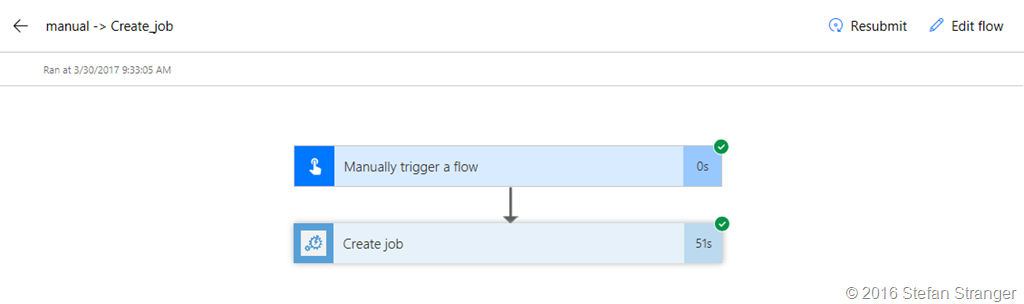 manual -> Create_job
Resubmit
Edit flow
Ran at 3/30/2017 9:33:05 AM
Manually trigger a flow
0s
Create job
51s
© 2016 Stefan Stranger